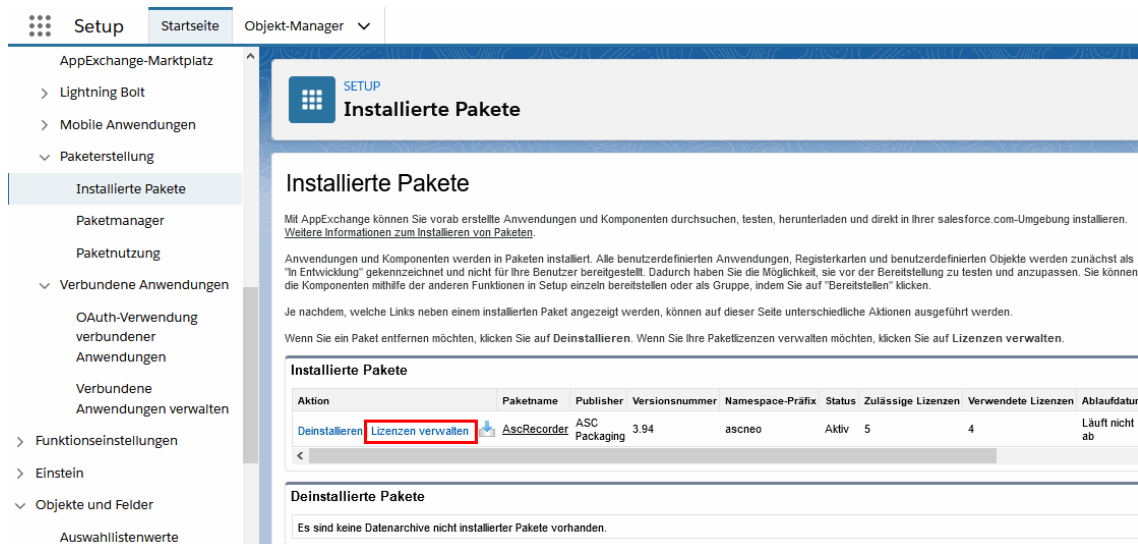 Setup
Startseite
Objekt-Manager
AppExchange-Marktplatz
Lightning Bolt
Mobile Anwendungen
Paketerstellung
Installierte Pakete
Paketmanager
Paketnutzung
Verbundene Anwendungen
OAuth-Verwendung
verbundener
Anwendungen
Verbundene
Anwendungen verwalten
Funktionseinstellungen
Einstein
Objekte und Felder
Auswahllistenwerte
SETUP
Installierte Pakete
Installierte Pakete
Mit AppExchange können Sie vorab erstellte Anwendungen und Komponenten durchsuchen, testen, herunterladen und direkt in Ihrer salesforce.com-Umgebung installieren.
Weitere Informationen zum Installieren von Paketen.
Anwendungen und Komponenten werden in Paketen installiert. Alle benutzerdefinierten Anwendungen, Registerkarten und benutzerdefinierten Objekte werden zunächst als
"In Entwicklung" gekennzeichnet und nicht für Ihre Benutzer bereitgestellt. Dadurch haben Sie die Möglichkeit, sie vor der Bereitstellung zu testen und anzupassen. Sie können
die Komponenten mithilfe der anderen Funktionen in Setup einzeln bereitstellen oder als Gruppe, indem Sie auf "Bereitstellen" klicken.
Je nachdem, welche Links neben einem installierten Paket angezeigt werden, können auf dieser Seite unterschiedliche Aktionen ausgeführt werden.
Wenn Sie ein Paket entfernen möchten, klicken Sie auf Deinstallieren. Wenn Sie Ihre Paketlizenzen verwalten möchten, klicken Sie auf Lizenzen verwalten.
Installierte Pakete
Aktion Paketname Publisher Versionsnummer Namespace-Präfix Status Zulässige Lizenzen Verwendete Lizenzen Ablaufdatum
Deinstallieren Lizenzen verwalten AscRecorder ASC Packaging 3.94 ascneo Aktiv 5 4 Läuft nicht ab
Deinstallierte Pakete
Es sind keine Datenarchive nicht installierter Pakete vorhanden.